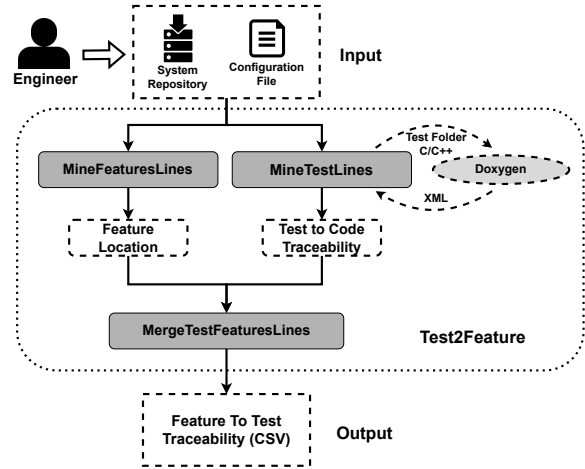 Engineer
System
Repository
Configuration
File
Input
MineFeaturesLines
MineTestLines
Test Folder
C/C++
Doxygen
XML
Feature
Location
Test to Code
Traceability
MergeTestFeaturesLines
Test2Feature
Feature To Test
Traceability (CSV)
Output